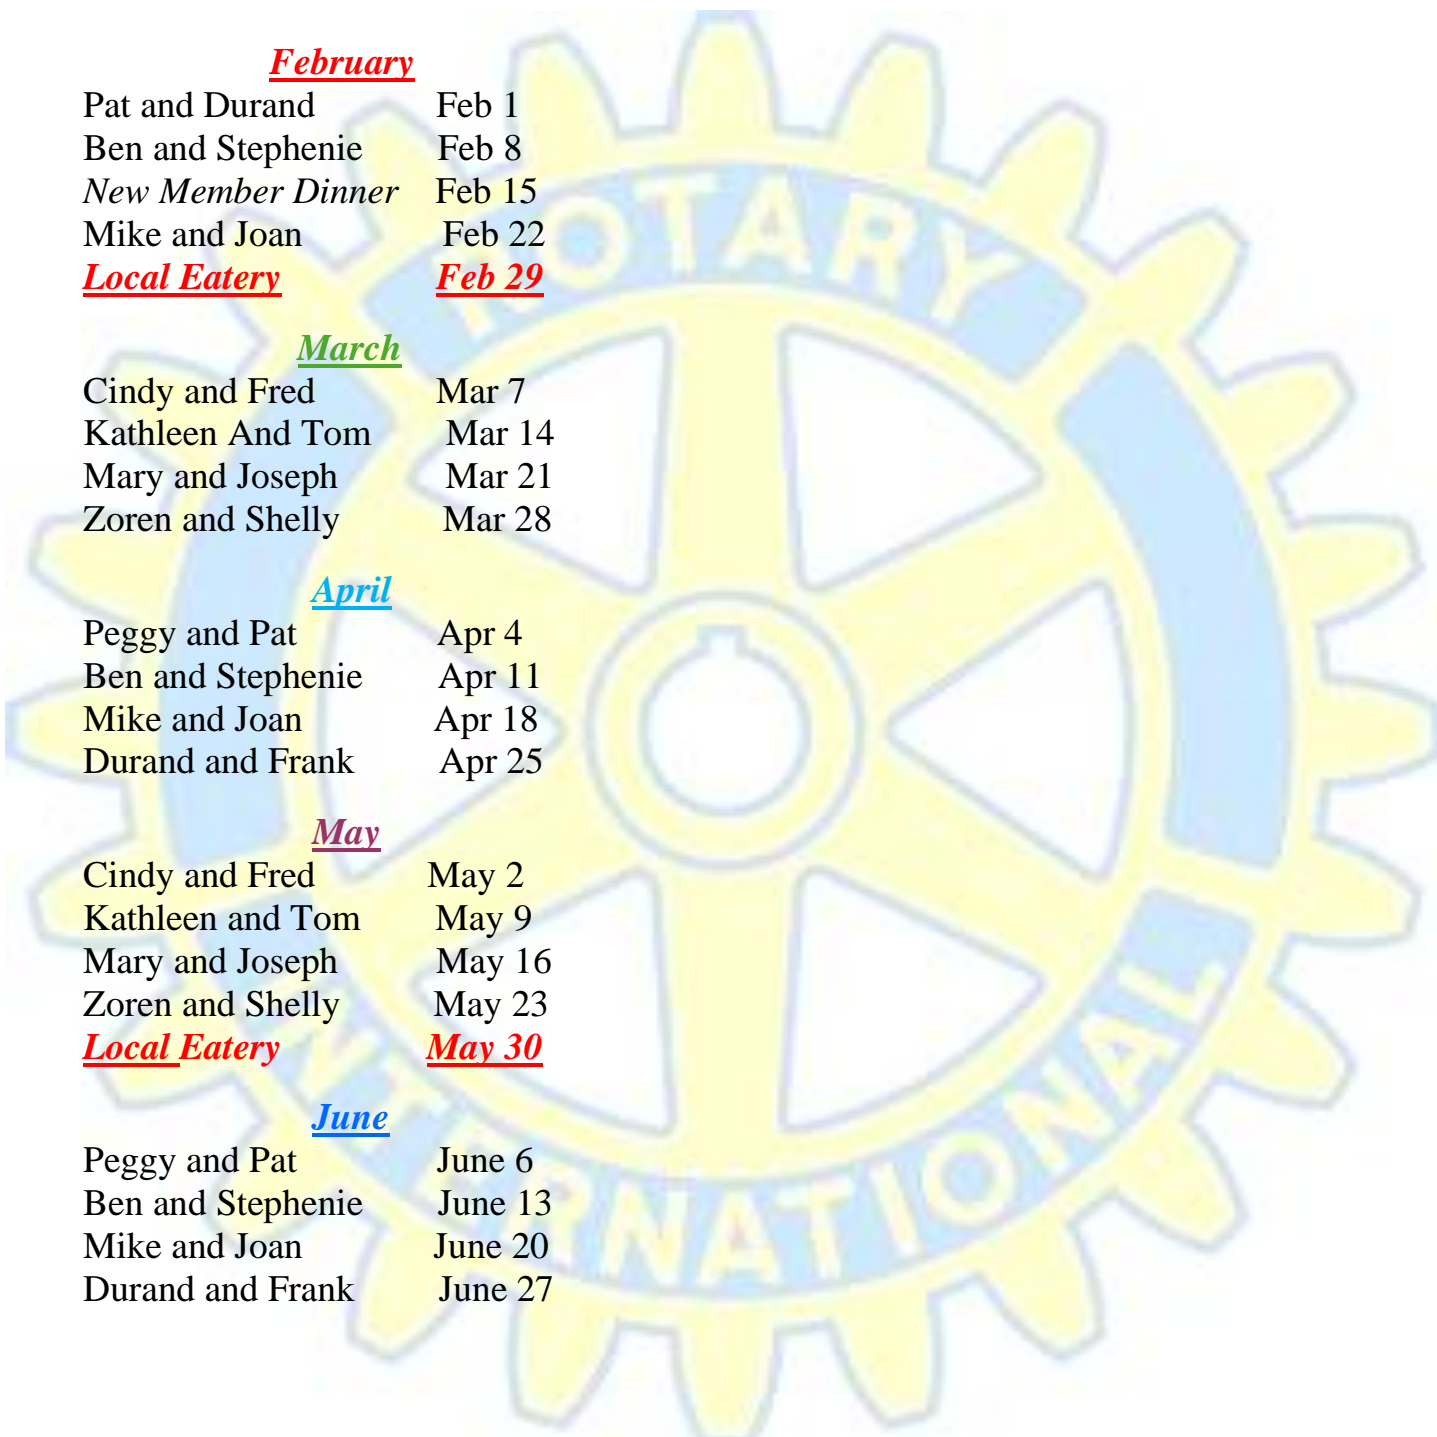 February
Pat and Durand Feb 1
Ben and Stephenie Feb 8
New Member Dinner Feb 15
Mike and Joan Feb 22
Local Eatery Feb 29
March
Cindy and Fred Mar 7
Kathleen And Tom Mar 14
Mary and Joseph Mar 21
Zoren and Shelly Mar 28
April
Peggy and Pat Apr 4
Ben and Stephenie Apr 11
Mike and Joan Apr 18
Durand and Frank Apr 25
May
Cindy and Fred May 2
Kathleen and Tom May 9
Mary and Joseph May 16
Zoren and Shelly May 23
Local Eatery May 30
June
Peggy and Pat June 6
Ben and Stephenie June 13
Mike and Joan June 20
Durand and Frank June 27
ROTARY
INTERNATIONAL